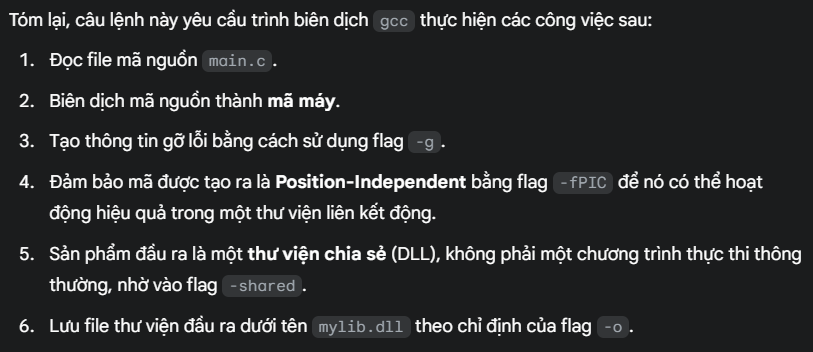 Tóm lại, câu lệnh này yêu cầu trình biên dịch gcc thực hiện các công việc sau:
1. Đọc file mã nguồn main.c.
2. Biên dịch mã nguồn thành mã máy.
3. Tạo thông tin gỡ lỗi bằng cách sử dụng flag -g.
4. Đảm bảo mã được tạo ra là Position-Independent bằng flag -fPIC để nó có thể hoạt
động hiệu quả trong một thư viện liên kết động.
5. Sản phẩm đầu ra là một thư viện chia sẻ (DLL), không phải một chương trình thực thi thông
thường, nhờ vào flag -shared.
6. Lưu file thư viện đầu ra dưới tên mylib.dll theo chỉ định của flag -o.